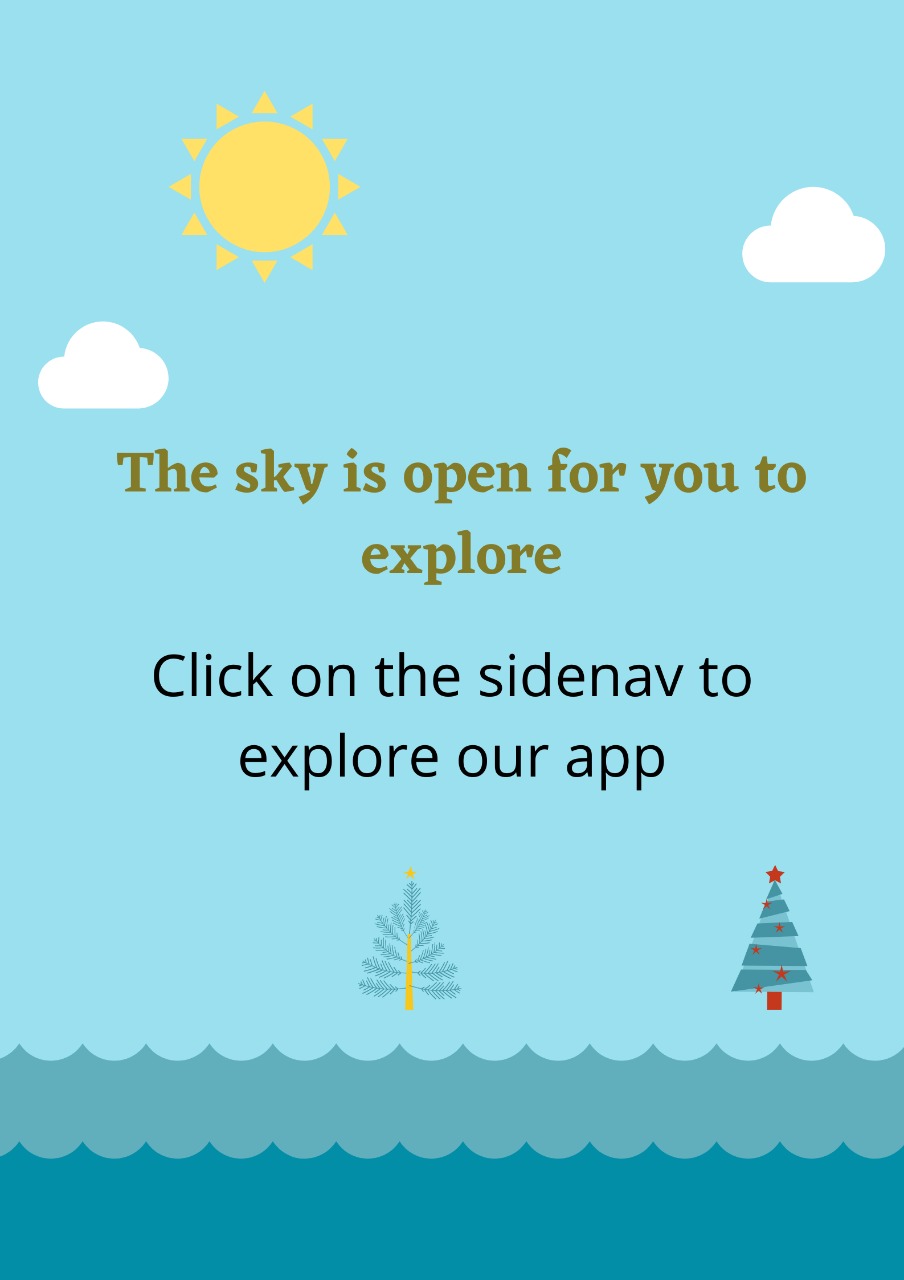 The sky is open for you to
explore
Click on the sidenav to
explore our app